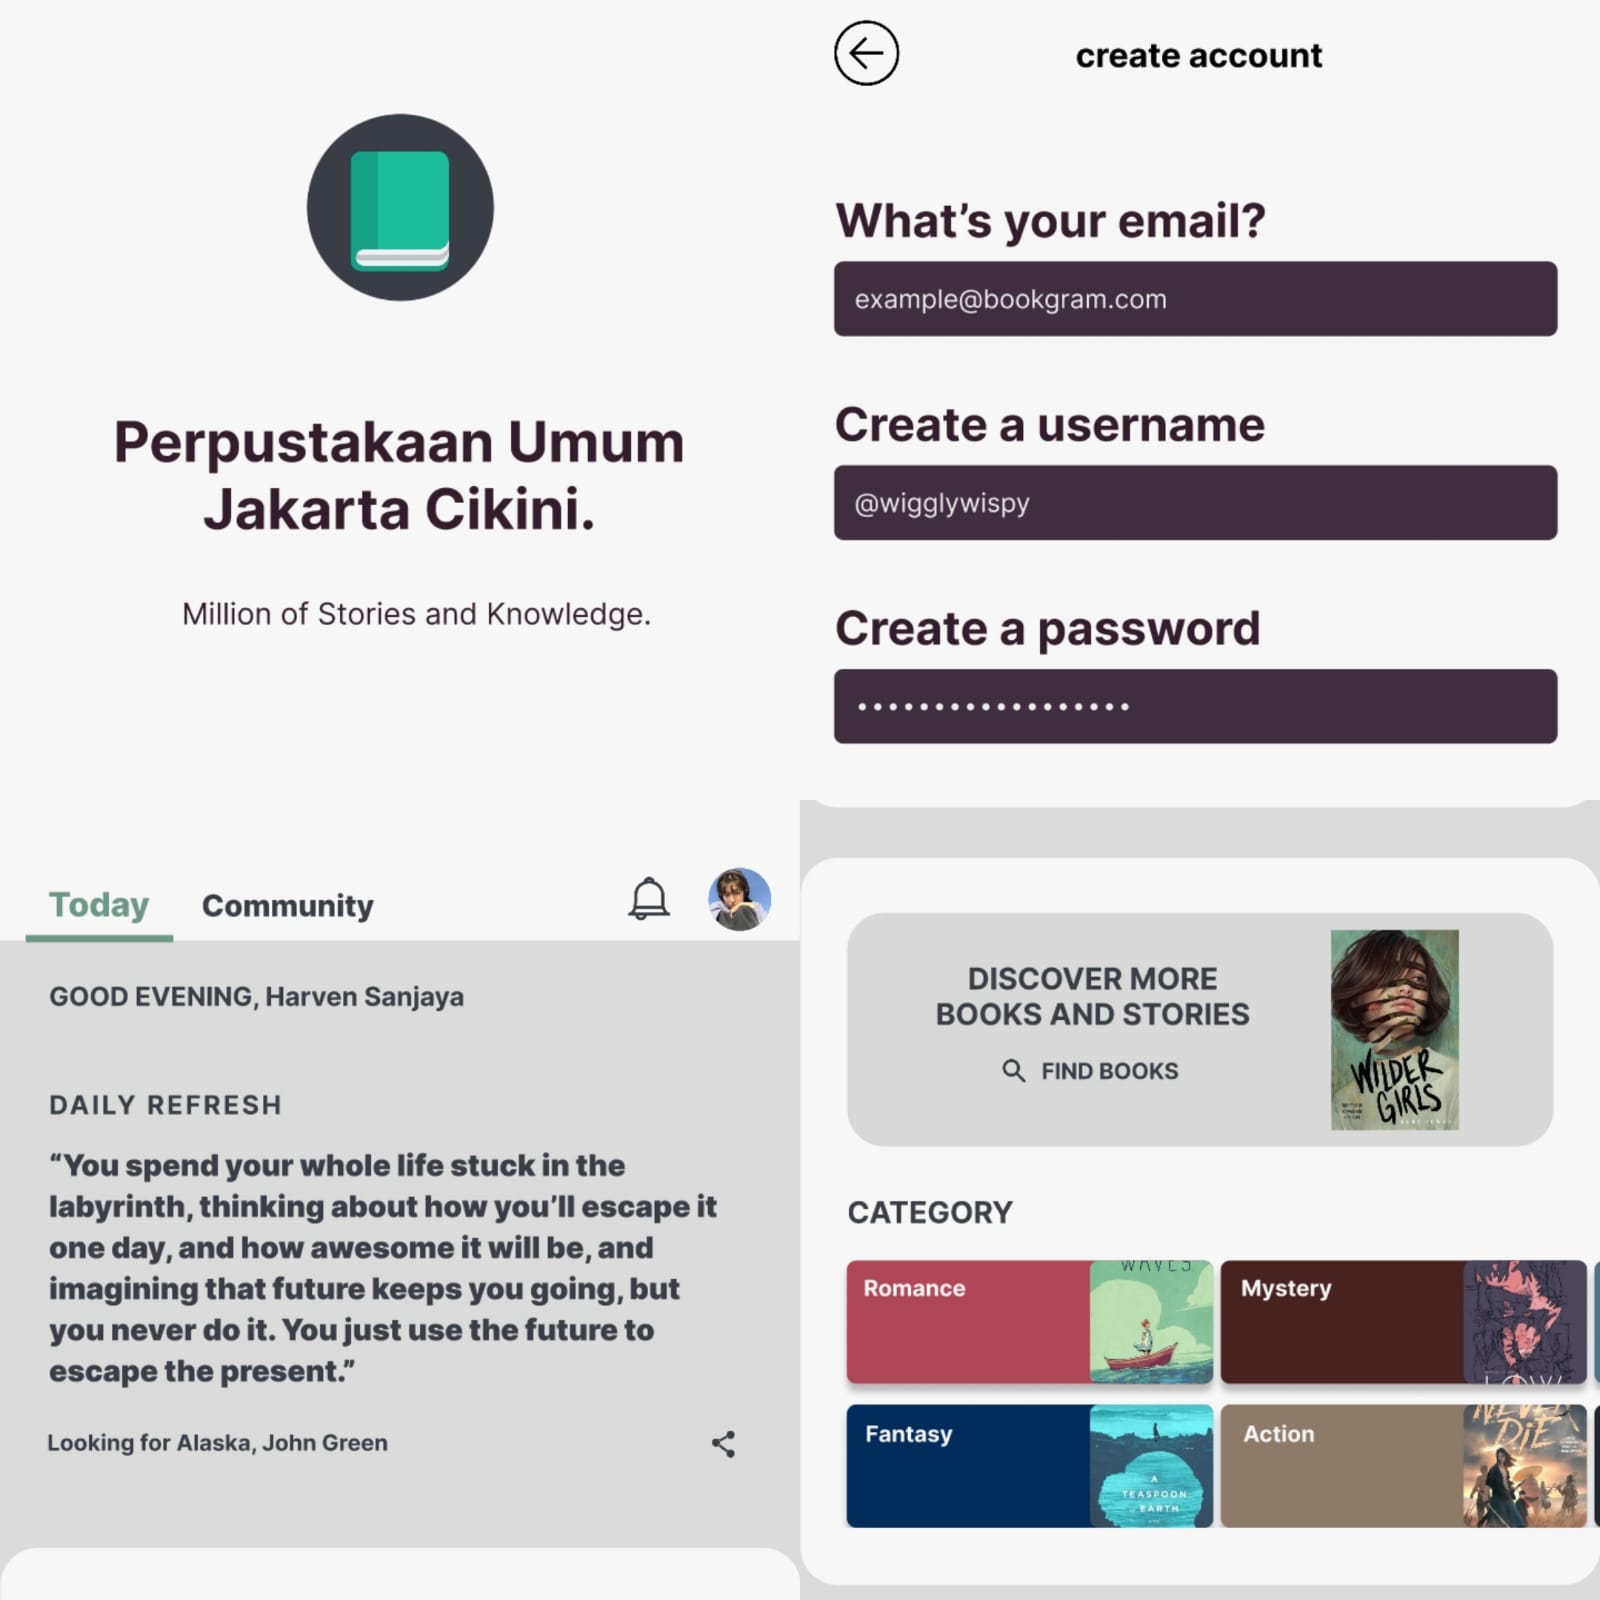 Perpustakaan Umum
Jakarta Cikini.
Million of Stories and Knowledge.
create account
What’s your email?
example@bookgram.com
Create a username
@wigglywispy
Create a password
••••••••••••••••••
Today
Community
GOOD EVENING, Harven Sanjaya
DAILY REFRESH
“You spend your whole life stuck in the
labyrinth, thinking about how you’ll escape it
one day, and how awesome it will be, and
imagining that future keeps you going, but
you never do it. You just use the future to
escape the present.”
Looking for Alaska, John Green
DISCOVER MORE
BOOKS AND STORIES
FIND BOOKS
WILDER
GIRLS
CATEGORY
Romance
WAVES
Mystery
Fantasy
A
TEASPOON
EARTH
Action
NEVER
DiE